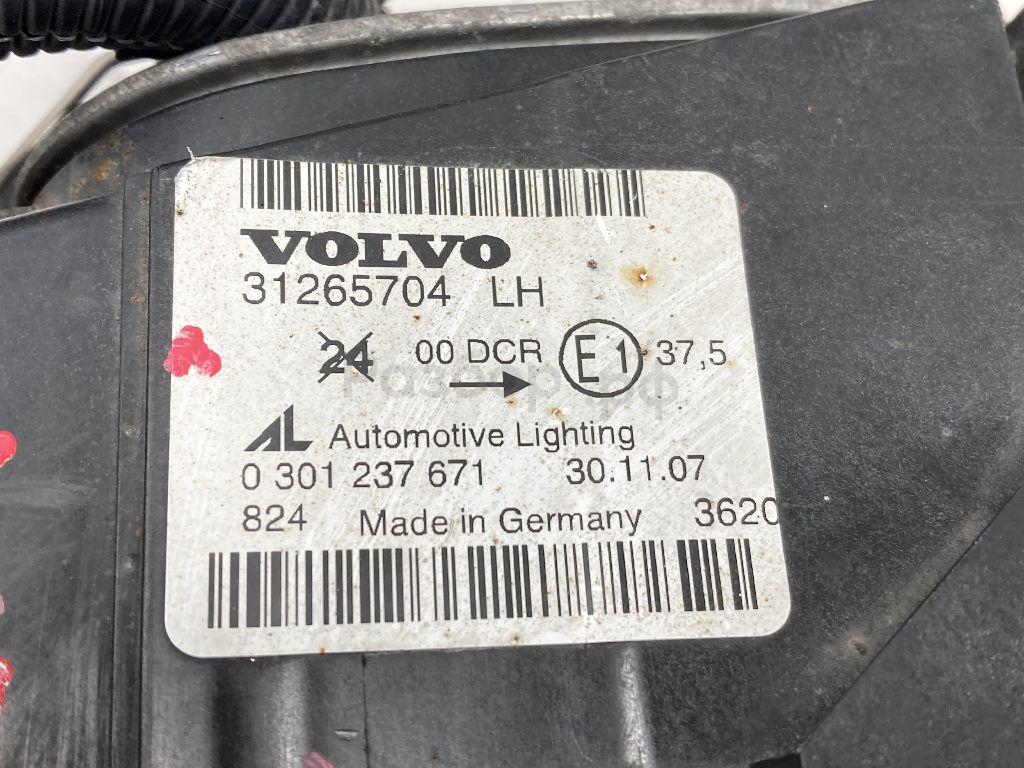 VOLVO
31265704 LH
24 00 DCR E1 37,5
AL Automotive Lighting
0 301 237 671 30.11.07
824 Made in Germany 3620